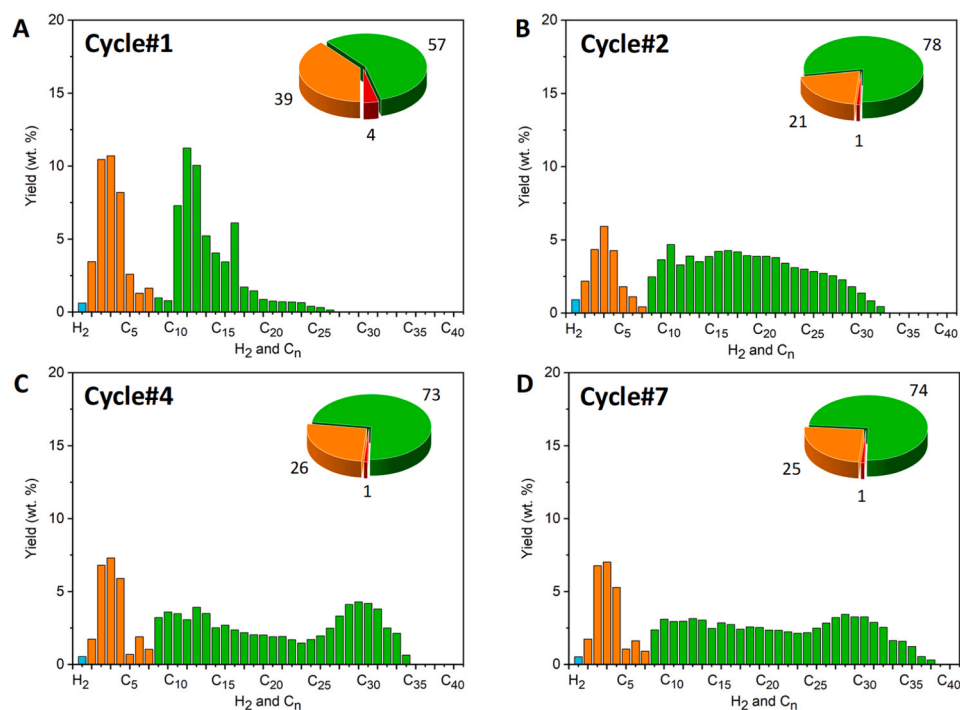 A
Cycle#1
57
39
4
Yield (wt. %)
20
15
10
5
0
H₂ C₅ C₁₀ C₁₅ C₂₀ C₂₅ C₃₀ C₃₅ C₄₀
H₂ and Cₙ
B
Cycle#2
78
21
1
Yield (wt. %)
20
15
10
5
0
H₂ C₅ C₁₀ C₁₅ C₂₀ C₂₅ C₃₀ C₃₅ C₄₀
H₂ and Cₙ
C
Cycle#4
73
26
1
Yield (wt. %)
20
15
10
5
0
H₂ C₅ C₁₀ C₁₅ C₂₀ C₂₅ C₃₀ C₃₅ C₄₀
H₂ and Cₙ
D
Cycle#7
74
25
1
Yield (wt. %)
20
15
10
5
0
H₂ C₅ C₁₀ C₁₅ C₂₀ C₂₅ C₃₀ C₃₅ C₄₀
H₂ and Cₙ